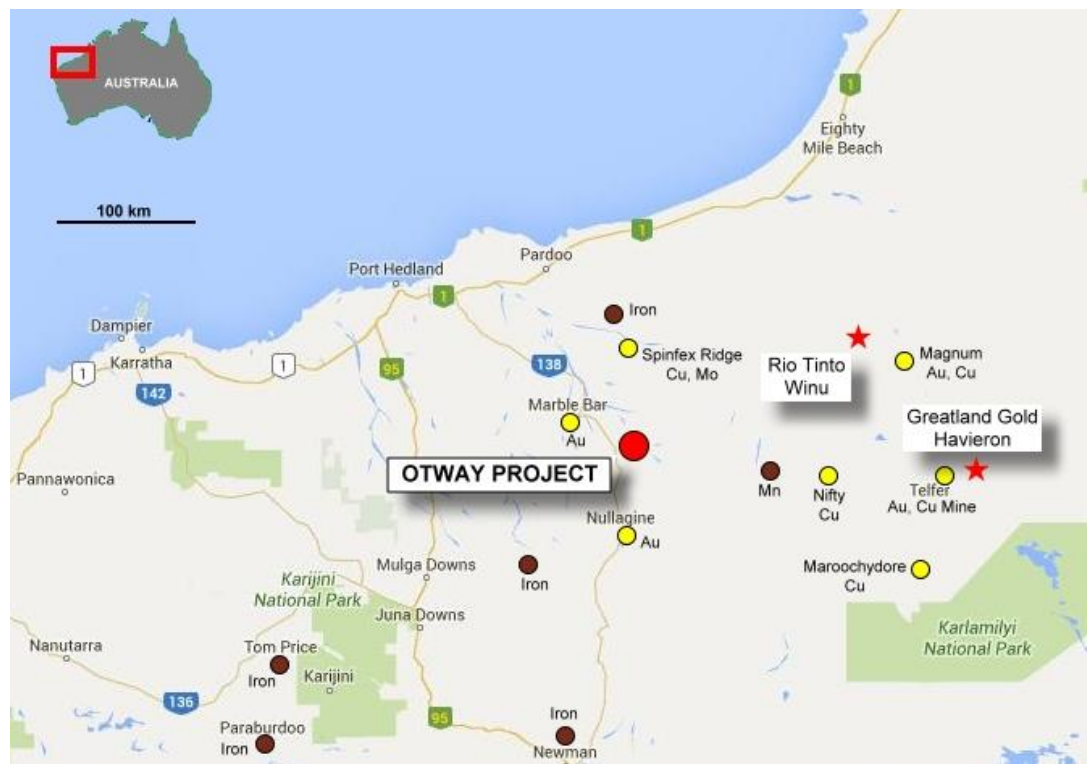 AUSTRALIA
1
Eighty
Mile Beach
100 km
1
Pardoo
Port Hedland
1
Iron
Dampier
Karratha
1
1
Spinfex Ridge
Cu, Mo
Rio Tinto
Winu
Magnum
Au, Cu
138
95
142
Marble Bar
Au
Greatland Gold
Havieron
OTWAY PROJECT
Pannawonica
Mn
Nifty
Cu
Telfer
Au, Cu Mine
Nullagine
Au
Mulga Downs
Iron
Maroochydore
Cu
Karijini
National Park
Juna Downs
Karlamilyi
National Park
Nanutarra
Tom Price
Iron
Karijini
136
Paraburdoo
Iron
95
Iron
Newman